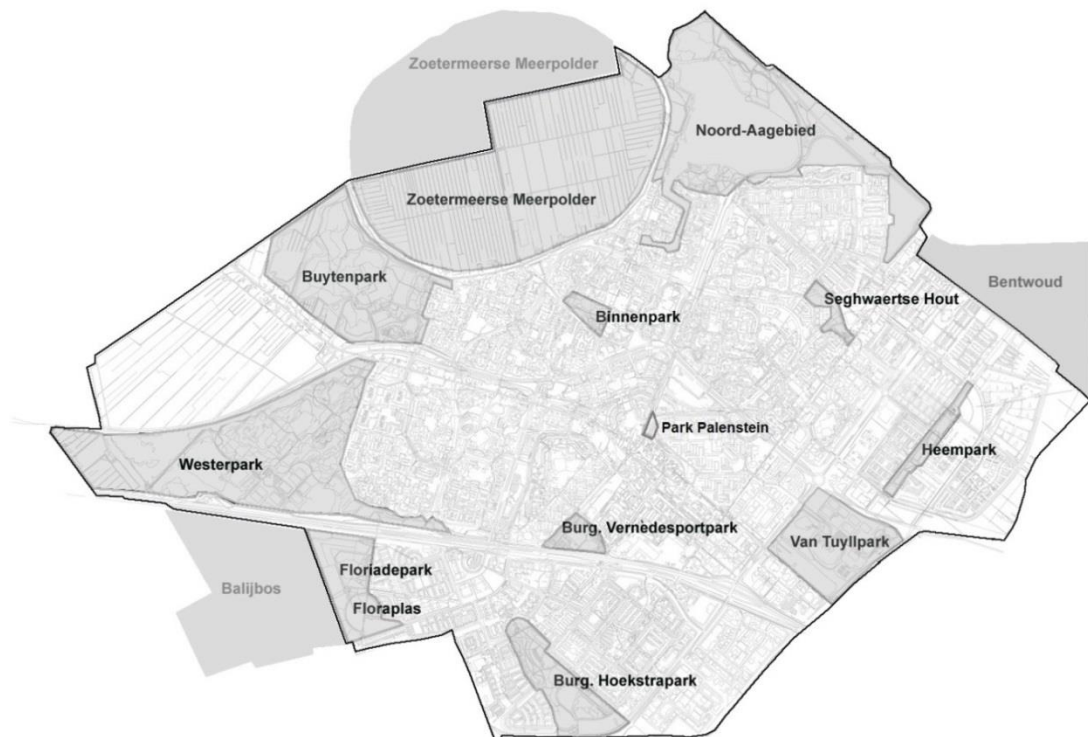 Zoetermeerse Meerpolder
Noord-Aagebied
Zoetermeerse Meerpolder
Buytenpark
Bentwoud
Seghwaertse Hout
Binnenpark
Park Palenstein
Heempark
Westerpark
Burg. Vernedesportpark
Van Tuyllpark
Floriadepark
Balijbos
Floraplas
Burg. Hoekstrapark